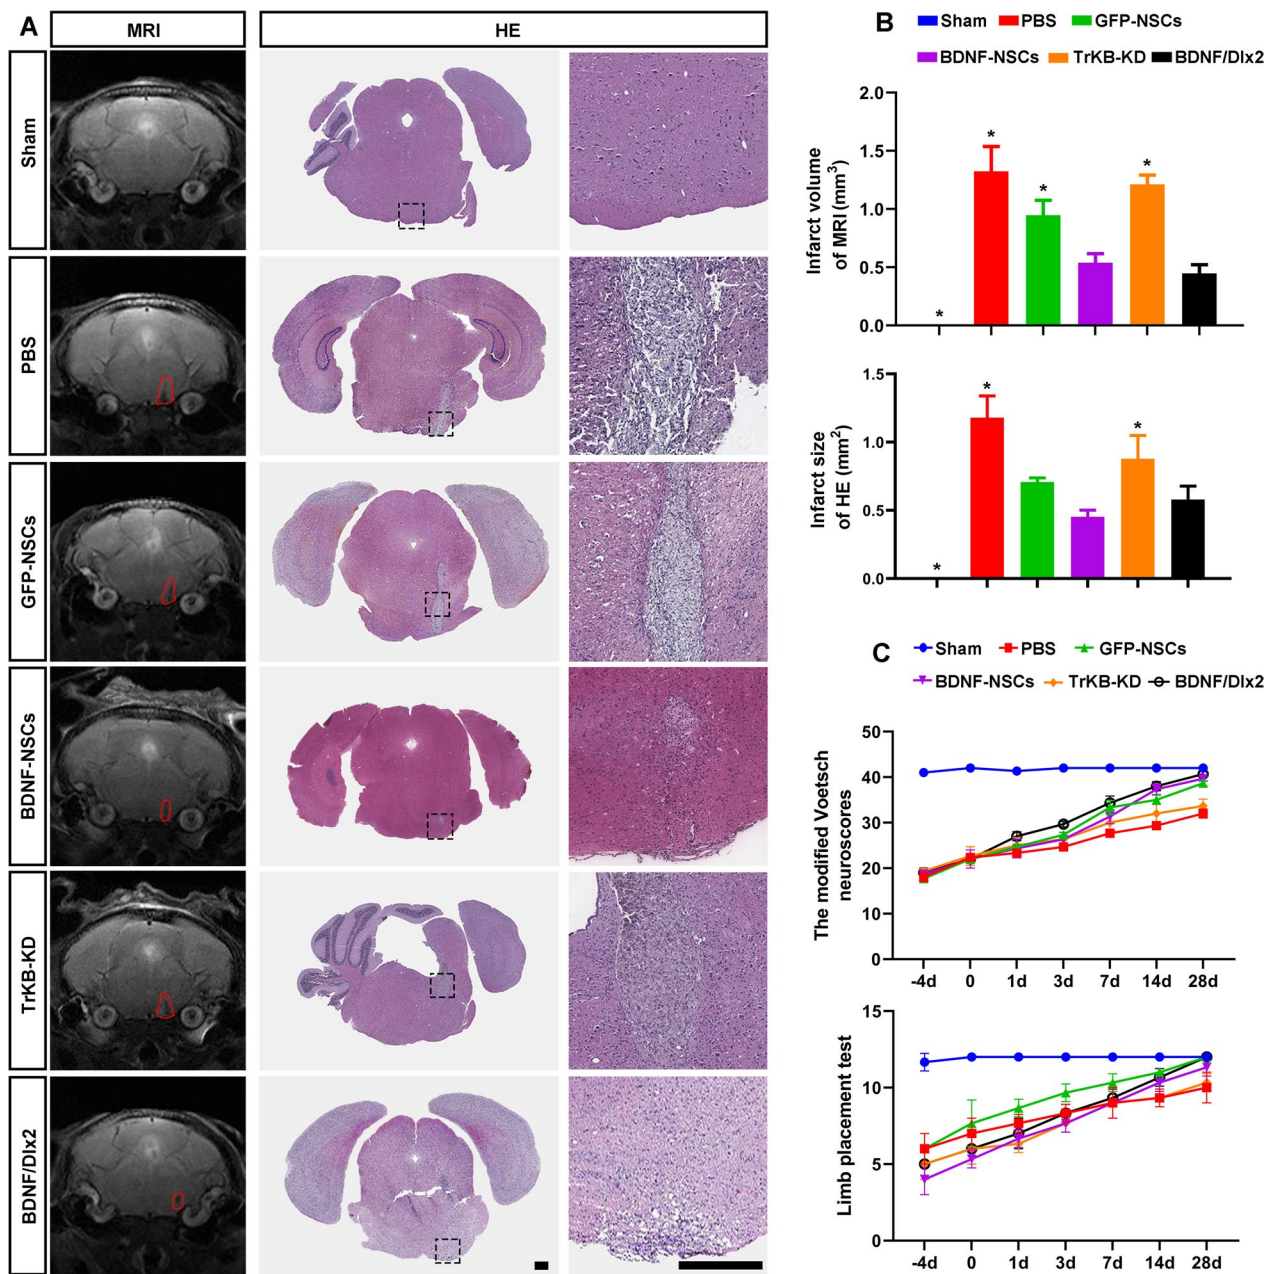 A
MRI
HE
Sham
PBS
GFP-NSCs
BDNF-NSCs
TrKB-KD
BDNF/Dlx2
B
Sham PBS GFP-NSCs
BDNF-NSCs TrKB-KD BDNF/Dlx2
Infarct volume
of MRI (mm3)
2.0
1.5
1.0
0.5
0.0
* * * *
Infarct size
of HE (mm2)
1.5
1.0
0.5
0.0
* * *
C
Sham PBS GFP-NSCs
BDNF-NSCs TrKB-KD BDNF/Dlx2
The modified Voetsch
neuroscores
50
40
30
20
10
0
-4d 0 1d 3d 7d 14d 28d
Limb placement test
15
10
5
0
-4d 0 1d 3d 7d 14d 28d